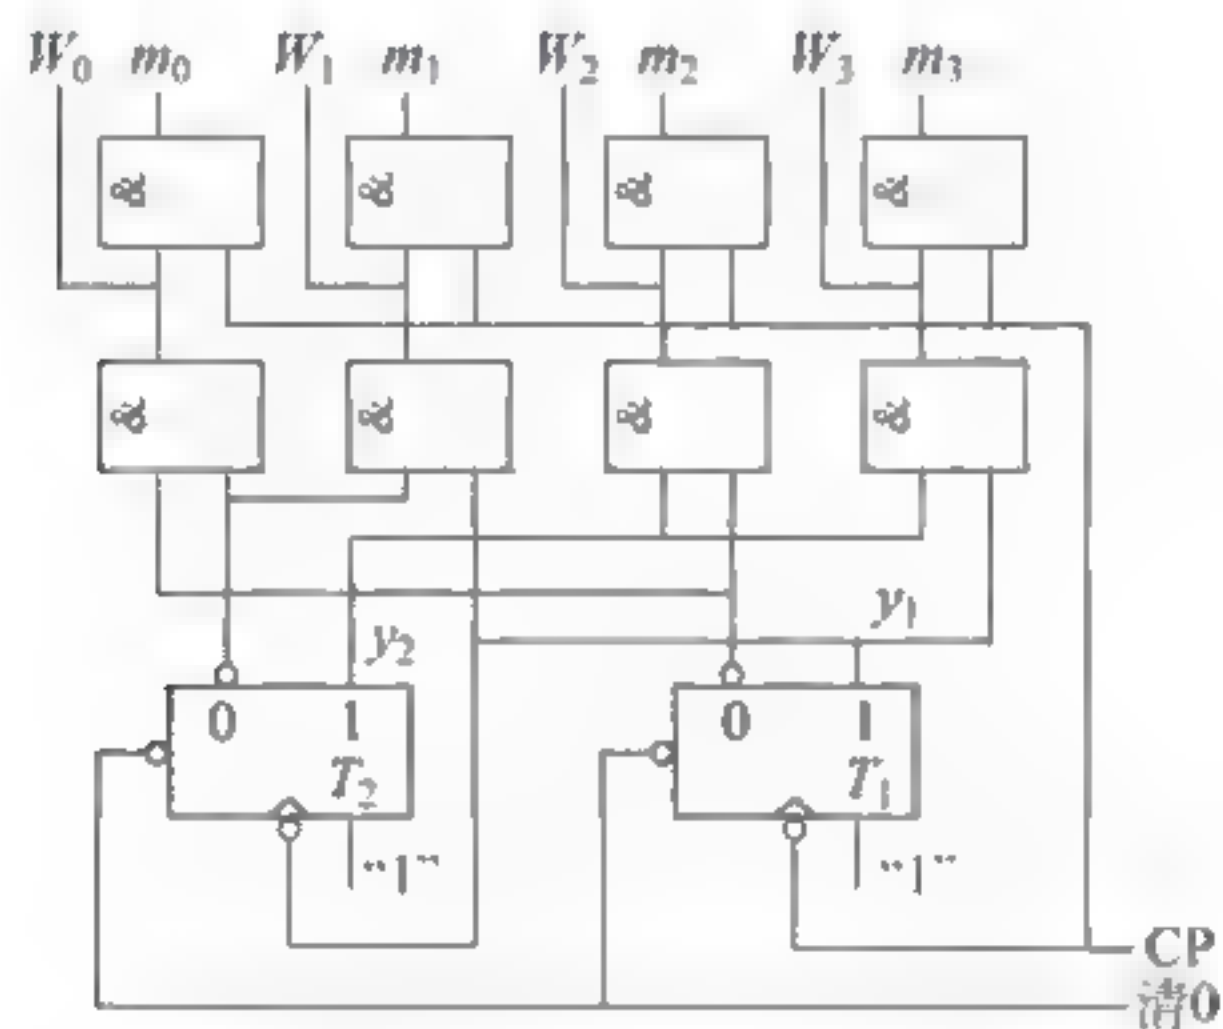 W₀ m₀ W₁ m₁ W₂ m₂ W₃ m₃
& & & &
& & & &
y₂ y₁
0 1 0 1
T₂ T₁
“1” “1”
CP
清0